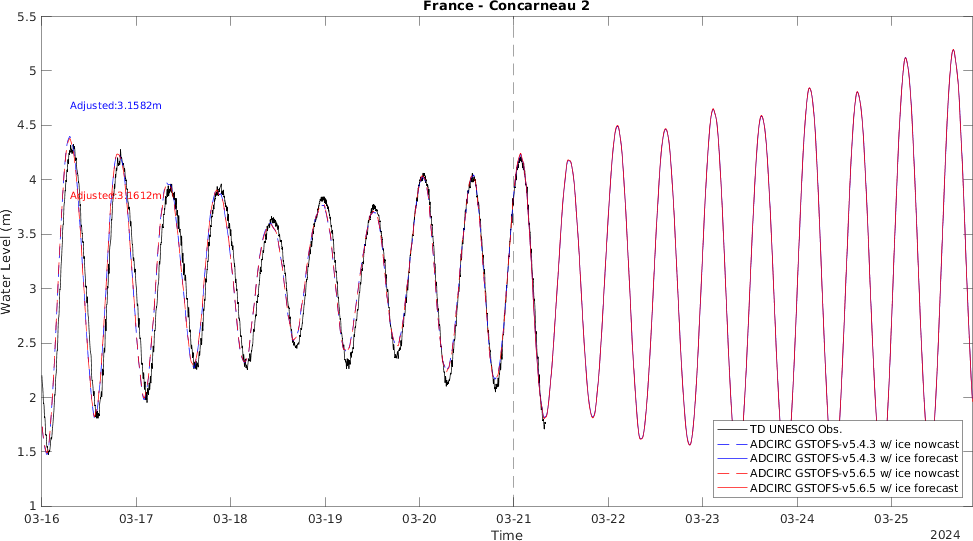 France - Concarneau 2
5.5
5
4.5
4
3.5
3
2.5
2
1.5
1
Water Level (m)
Adjusted:3.1582m
Adjusted:3.1612m
TD UNESCO Obs.
ADCIRC GSTOFS-v5.4.3 w/ ice nowcast
ADCIRC GSTOFS-v5.4.3 w/ ice forecast
ADCIRC GSTOFS-v5.6.5 w/ ice nowcast
ADCIRC GSTOFS-v5.6.5 w/ ice forecast
03-16 03-17 03-18 03-19 03-20 03-21 03-22 03-23 03-24 03-25
Time
2024